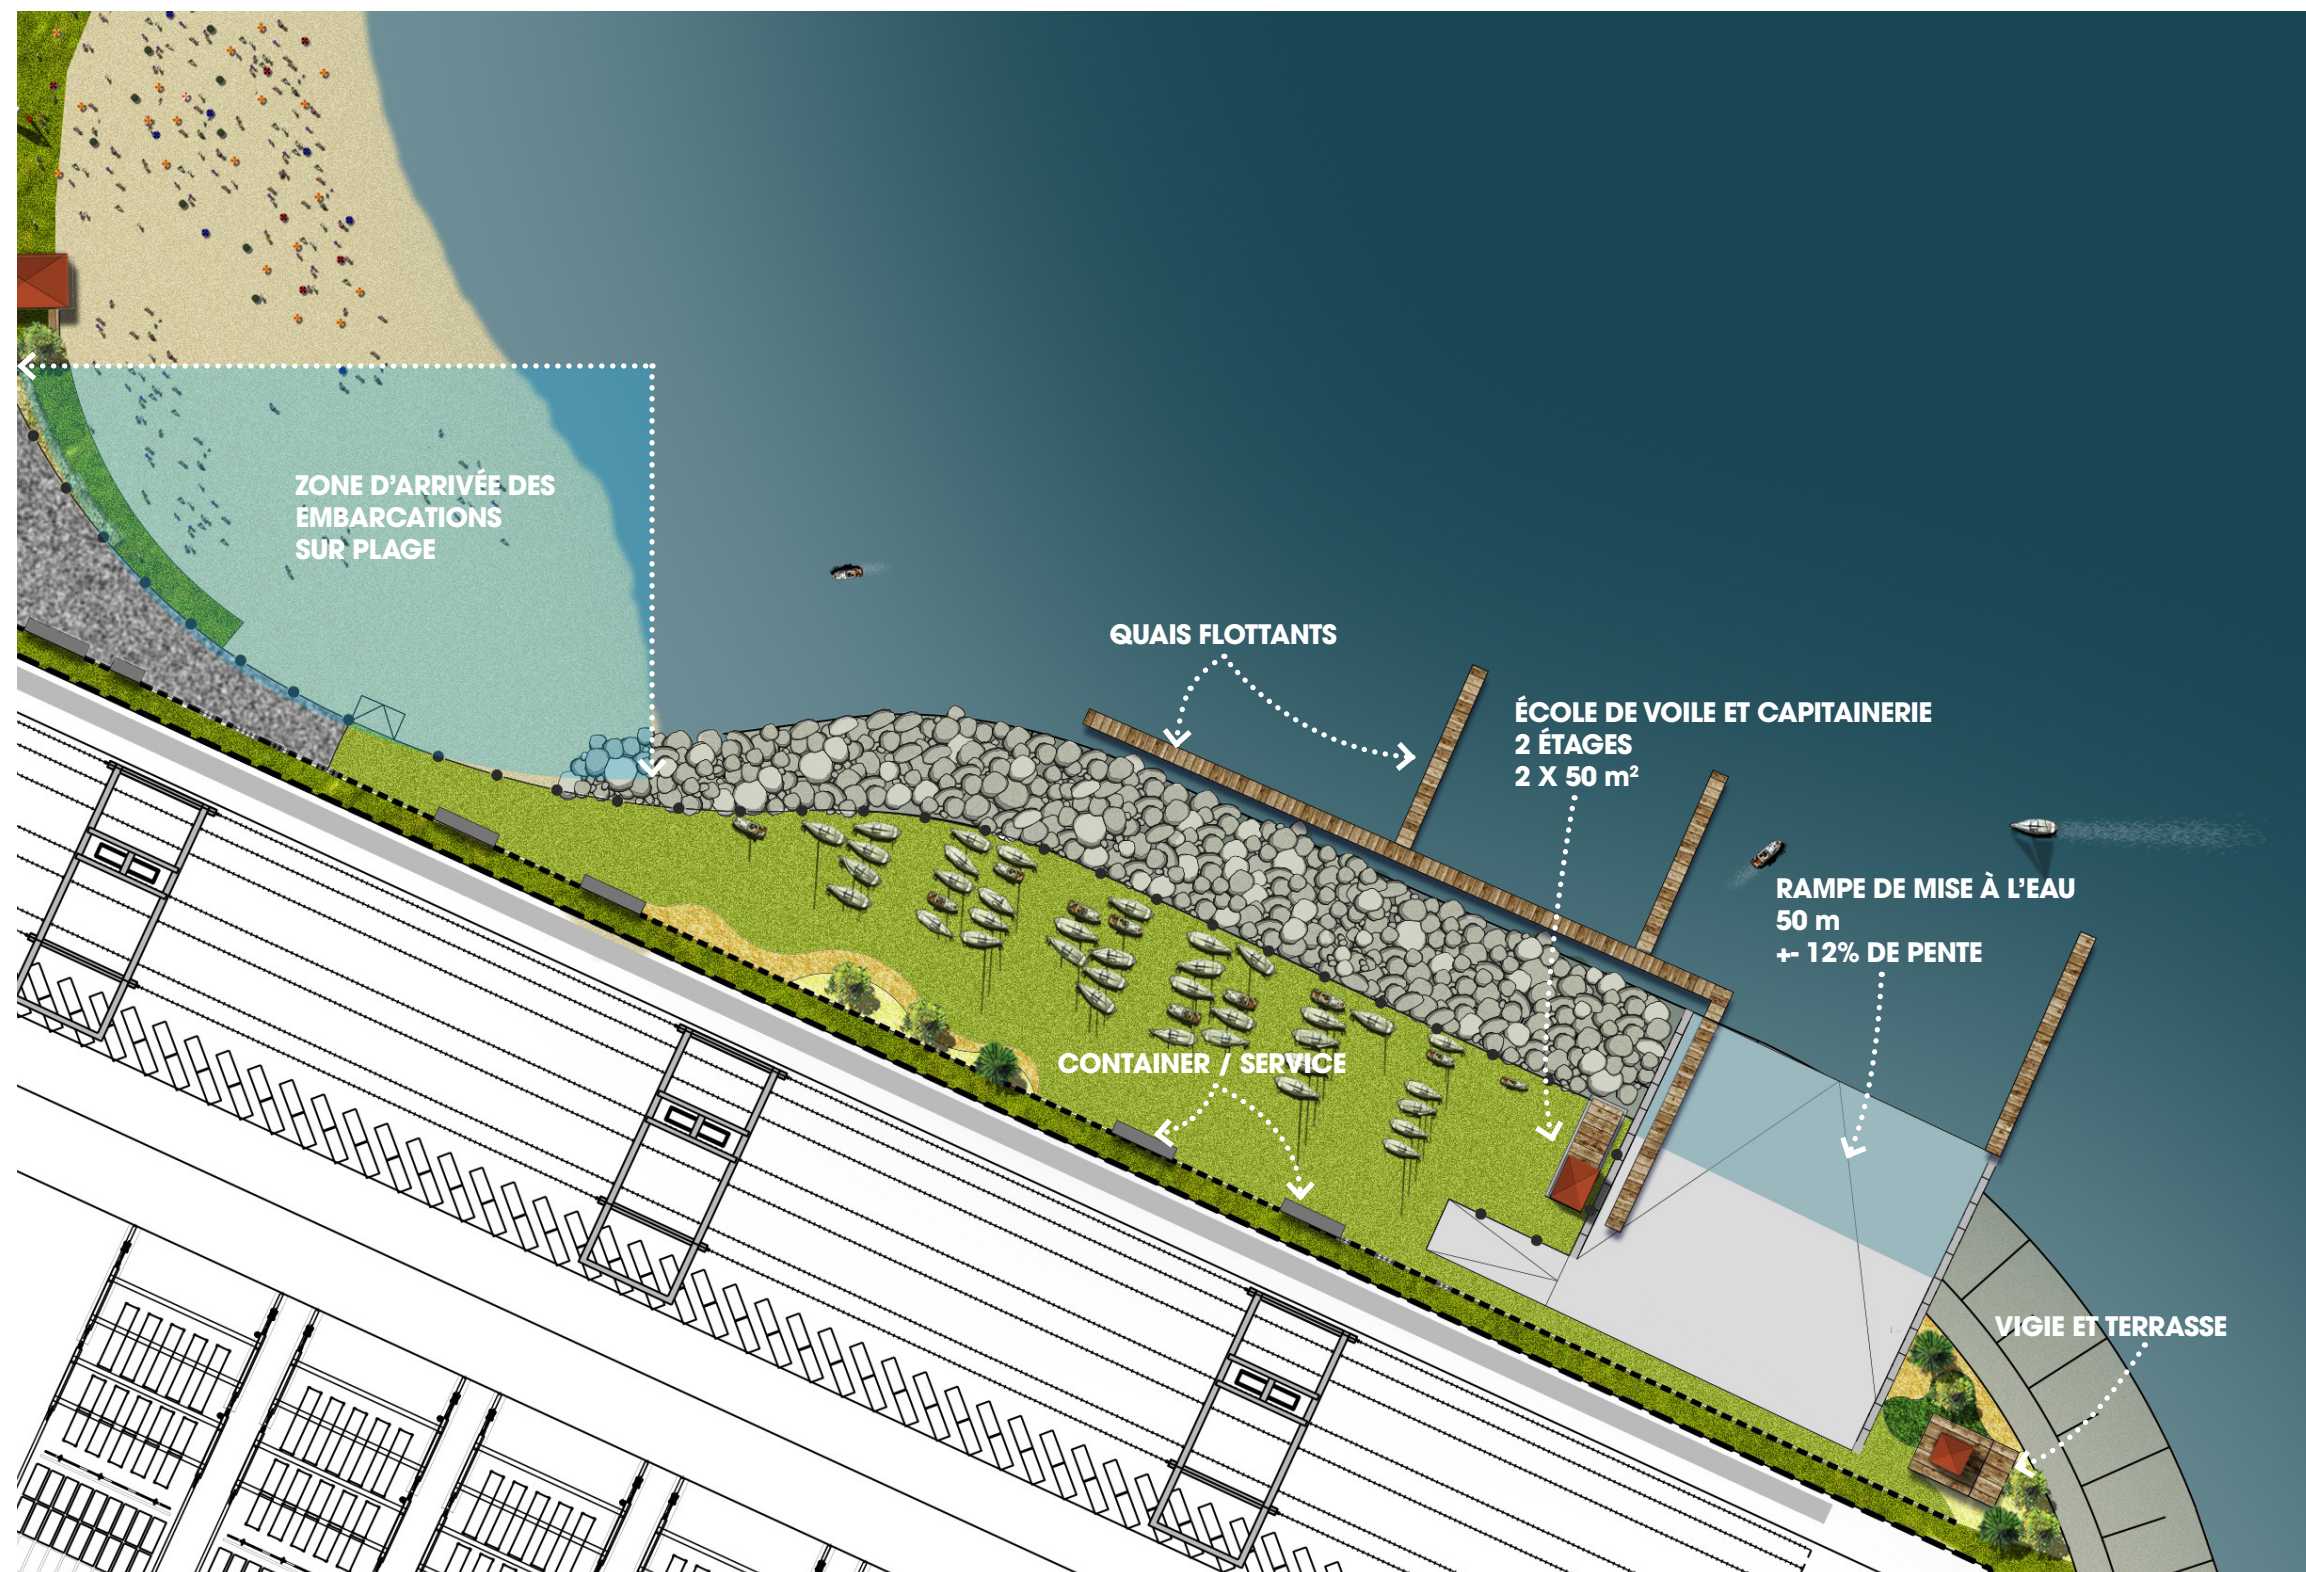 ZONE D'ARRIVÉE DES
EMBARCATIONS
SUR PLAGE
QUAIS FLOTTANTS
ÉCOLE DE VOILE ET CAPITAINERIE
2 ÉTAGES
2 X 50 m²
RAMPE DE MISE À L'EAU
50 m
+- 12% DE PENTE
CONTAINER / SERVICE
VIGIE ET TERRASSE